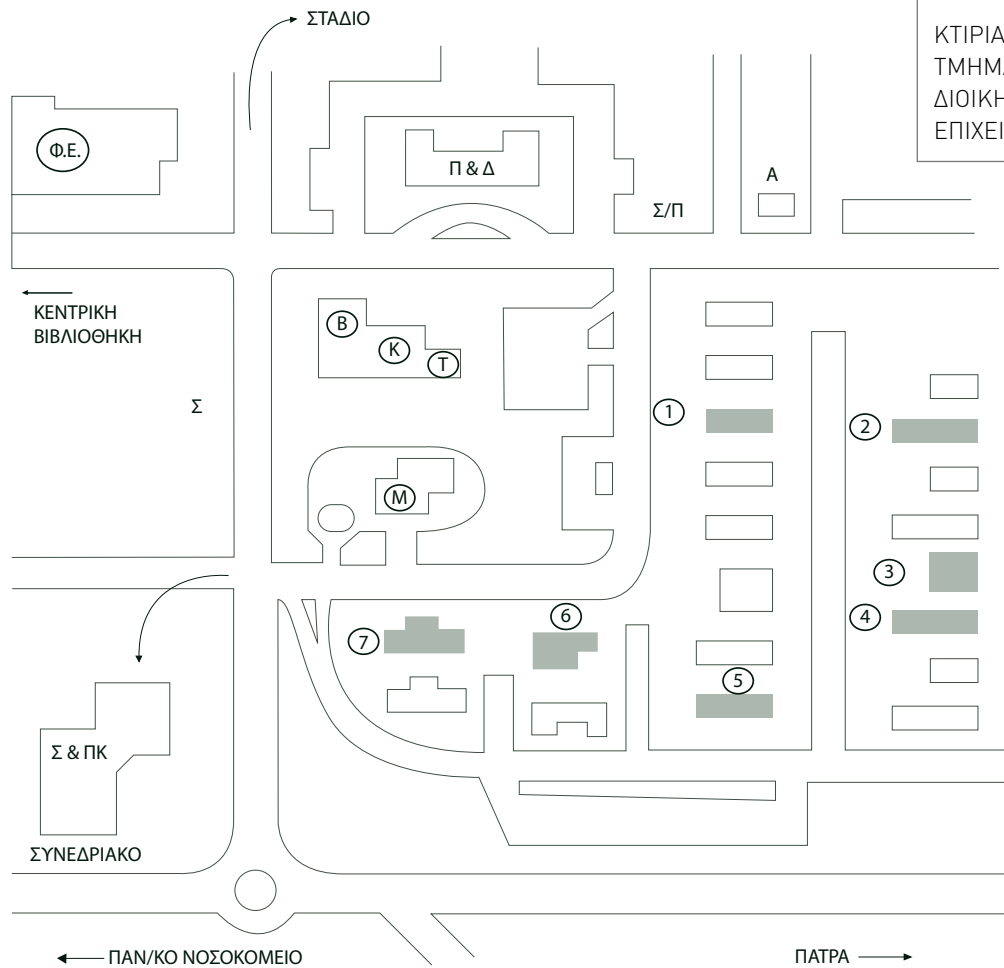 ΣΤΑΔΙΟ
ΚΤΙΡΙΑ
ΤΜΗΜΑ
ΔΙΟΙΚΗ
ΕΠΙΧΕΙ
Φ.Ε.
Π & Δ
Σ/Π
Α
ΚΕΝΤΡΙΚΗ
ΒΙΒΛΙΟΘΗΚΗ
Β
Κ
Τ
Σ
1
2
Μ
3
4
6
7
5
Σ & ΠΚ
ΣΥΝΕΔΡΙΑΚΟ
ΠΑΝ/ΚΟ ΝΟΣΟΚΟΜΕΙΟ
ΠΑΤΡΑ